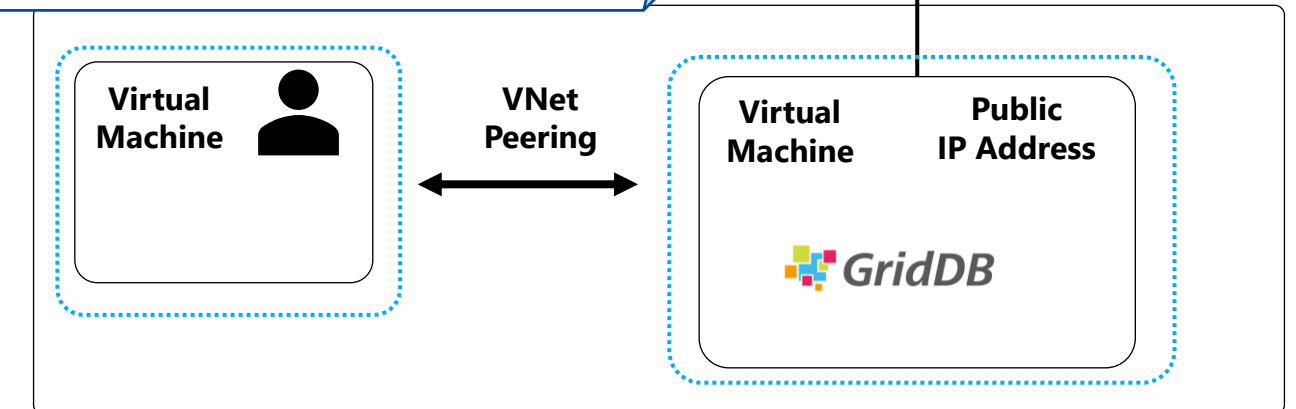 Virtual
Machine
VNet
Peering
Virtual
Machine
Public
IP Address
GridDB